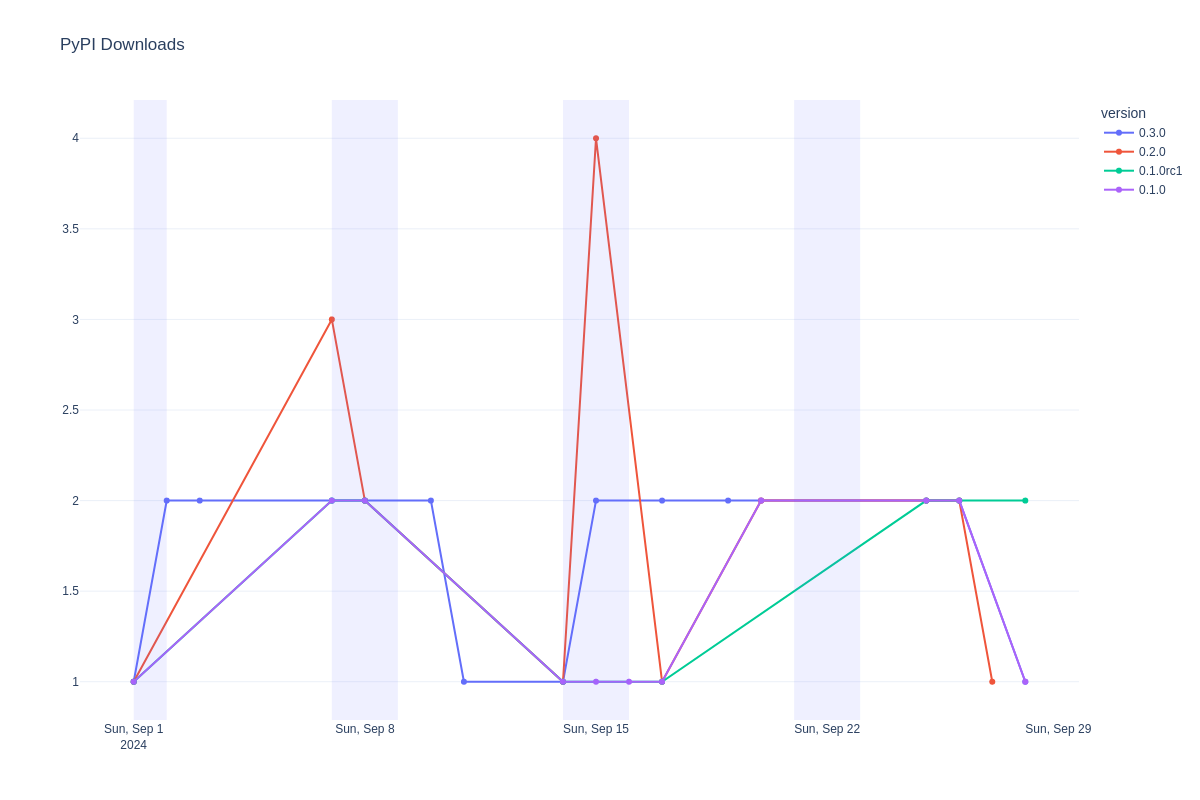 PyPI Downloads
version
0.3.0
0.2.0
0.1.0rc1
0.1.0
4
3.5
3
2.5
2
1.5
1
Sun, Sep 1
2024
Sun, Sep 8
Sun, Sep 15
Sun, Sep 22
Sun, Sep 29